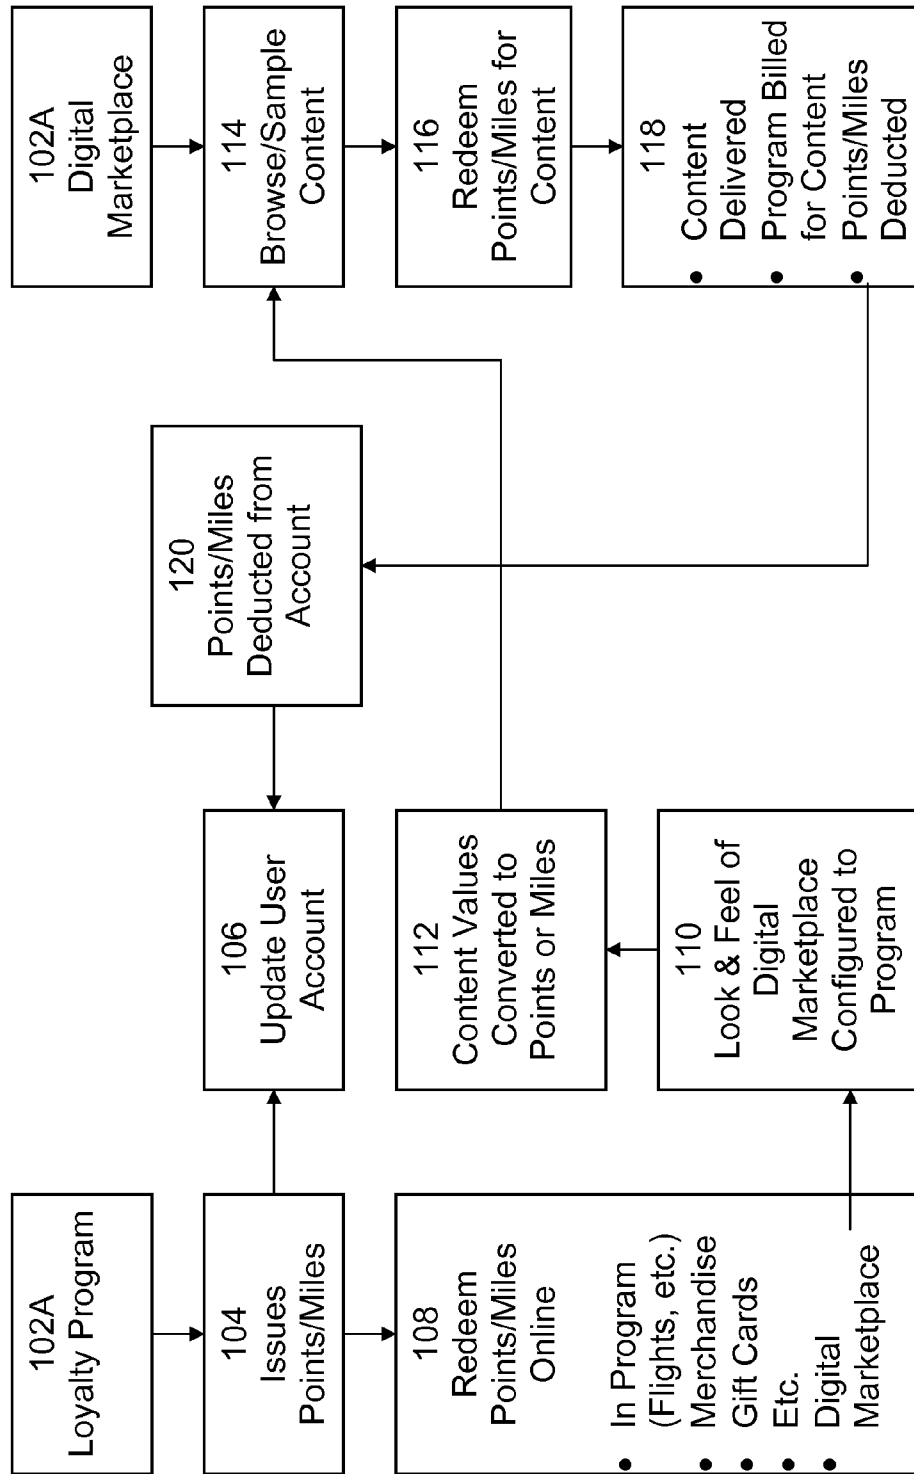 102A
Loyalty Program
104
Issues
Points/Miles
108
Redeem
Points/Miles
Online
• In Program
(Flights, etc.)
• Merchandise
• Gift Cards
• Etc.
• Digital
Marketplace
106
Update User
Account
112
Content Values
Converted to
Points or Miles
110
Look & Feel of
Digital
Marketplace
Configured to
Program
120
Points/Miles
Deducted from
Account
102A
Digital
Marketplace
114
Browse/Sample
Content
116
Redeem
Points/Miles for
Content
118
• Content
Delivered
• Program Billed
for Content
• Points/Miles
Deducted